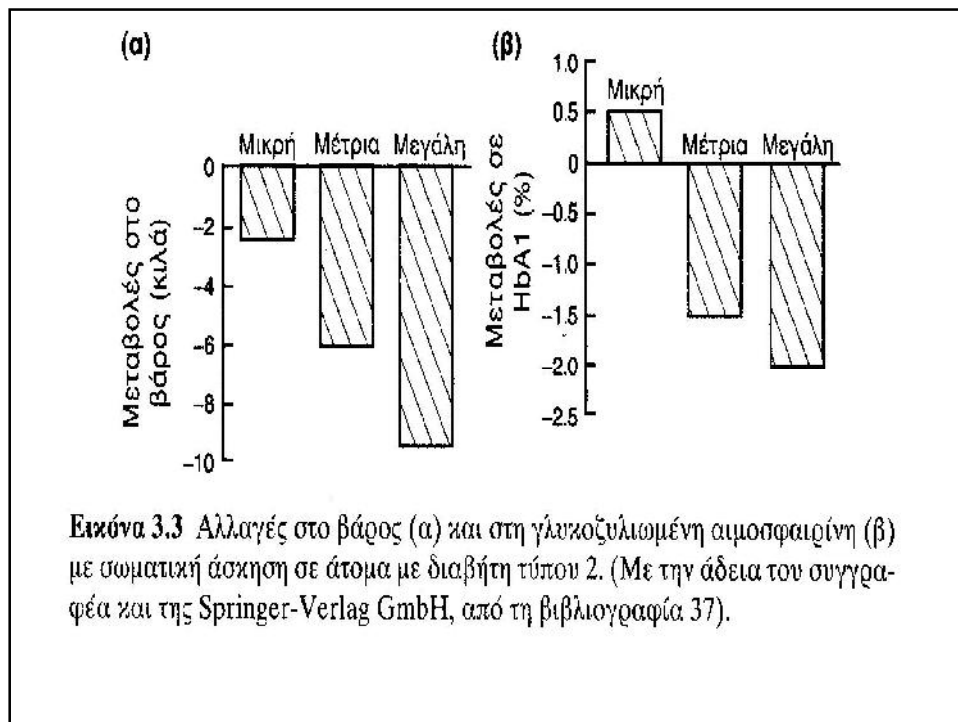 (α)
Μικρή Μέτρια Μεγάλη
0
−2
−4
−6
−8
−10
Μεταβολές στο
βάρος (κιλά)
(β)
1.0
0.5
0
−0.5
−1.0
−1.5
−2.0
−2.5
Μικρή
Μέτρια Μεγάλη
Μεταβολές σε
HbA1 (%)
Εικόνα 3.3 Αλλαγές στο βάρος (α) και στη γλυκοζυλιωμένη αιμοσφαιρίνη (β)
με σωματική άσκηση σε άτομα με διαβήτη τύπου 2. (Με την άδεια του συγγρα-
φέα και της Springer-Verlag GmbH, από τη βιβλιογραφία 37).